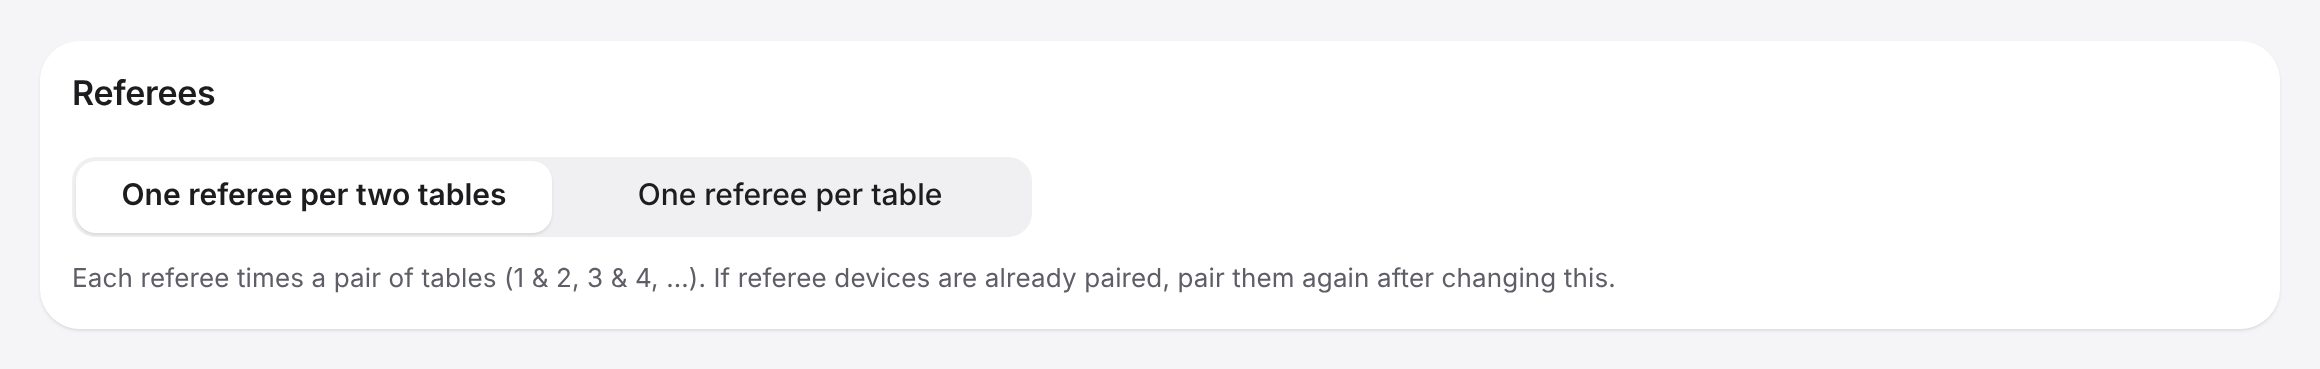 Referees
One referee per two tables
One referee per table
Each referee times a pair of tables (1 & 2, 3 & 4, ...). If referee devices are already paired, pair them again after changing this.